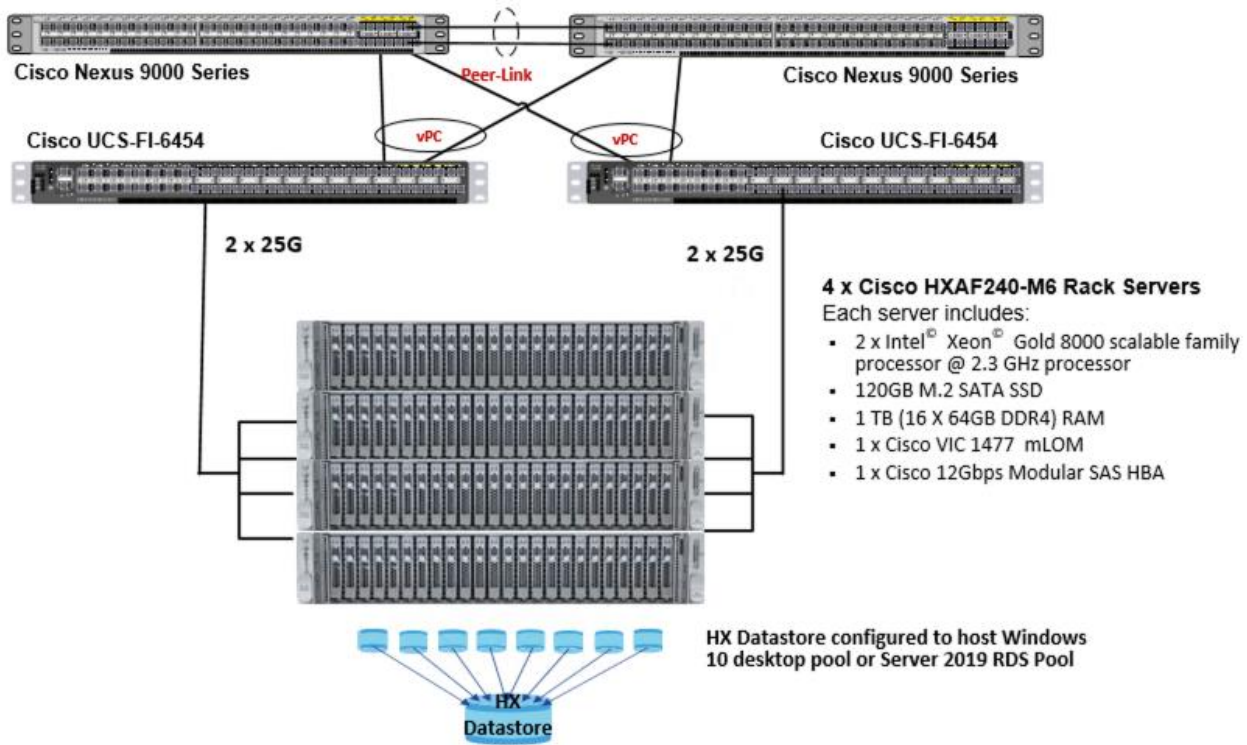 Cisco Nexus 9000 Series
Peer-Link
Cisco Nexus 9000 Series
Cisco UCS-FI-6454
vPC
vPC
Cisco UCS-FI-6454
2 x 25G
2 x 25G
4 x Cisco HXAF240-M6 Rack Servers
Each server includes:
▪ 2 x Intel© Xeon© Gold 8000 scalable family
processor @ 2.3 GHz processor
▪ 120GB M.2 SATA SSD
▪ 1 TB (16 X 64GB DDR4) RAM
▪ 1 x Cisco VIC 1477 mLOM
▪ 1 x Cisco 12Gbps Modular SAS HBA
HX Datastore configured to host Windows
10 desktop pool or Server 2019 RDS Pool
HX
Datastore